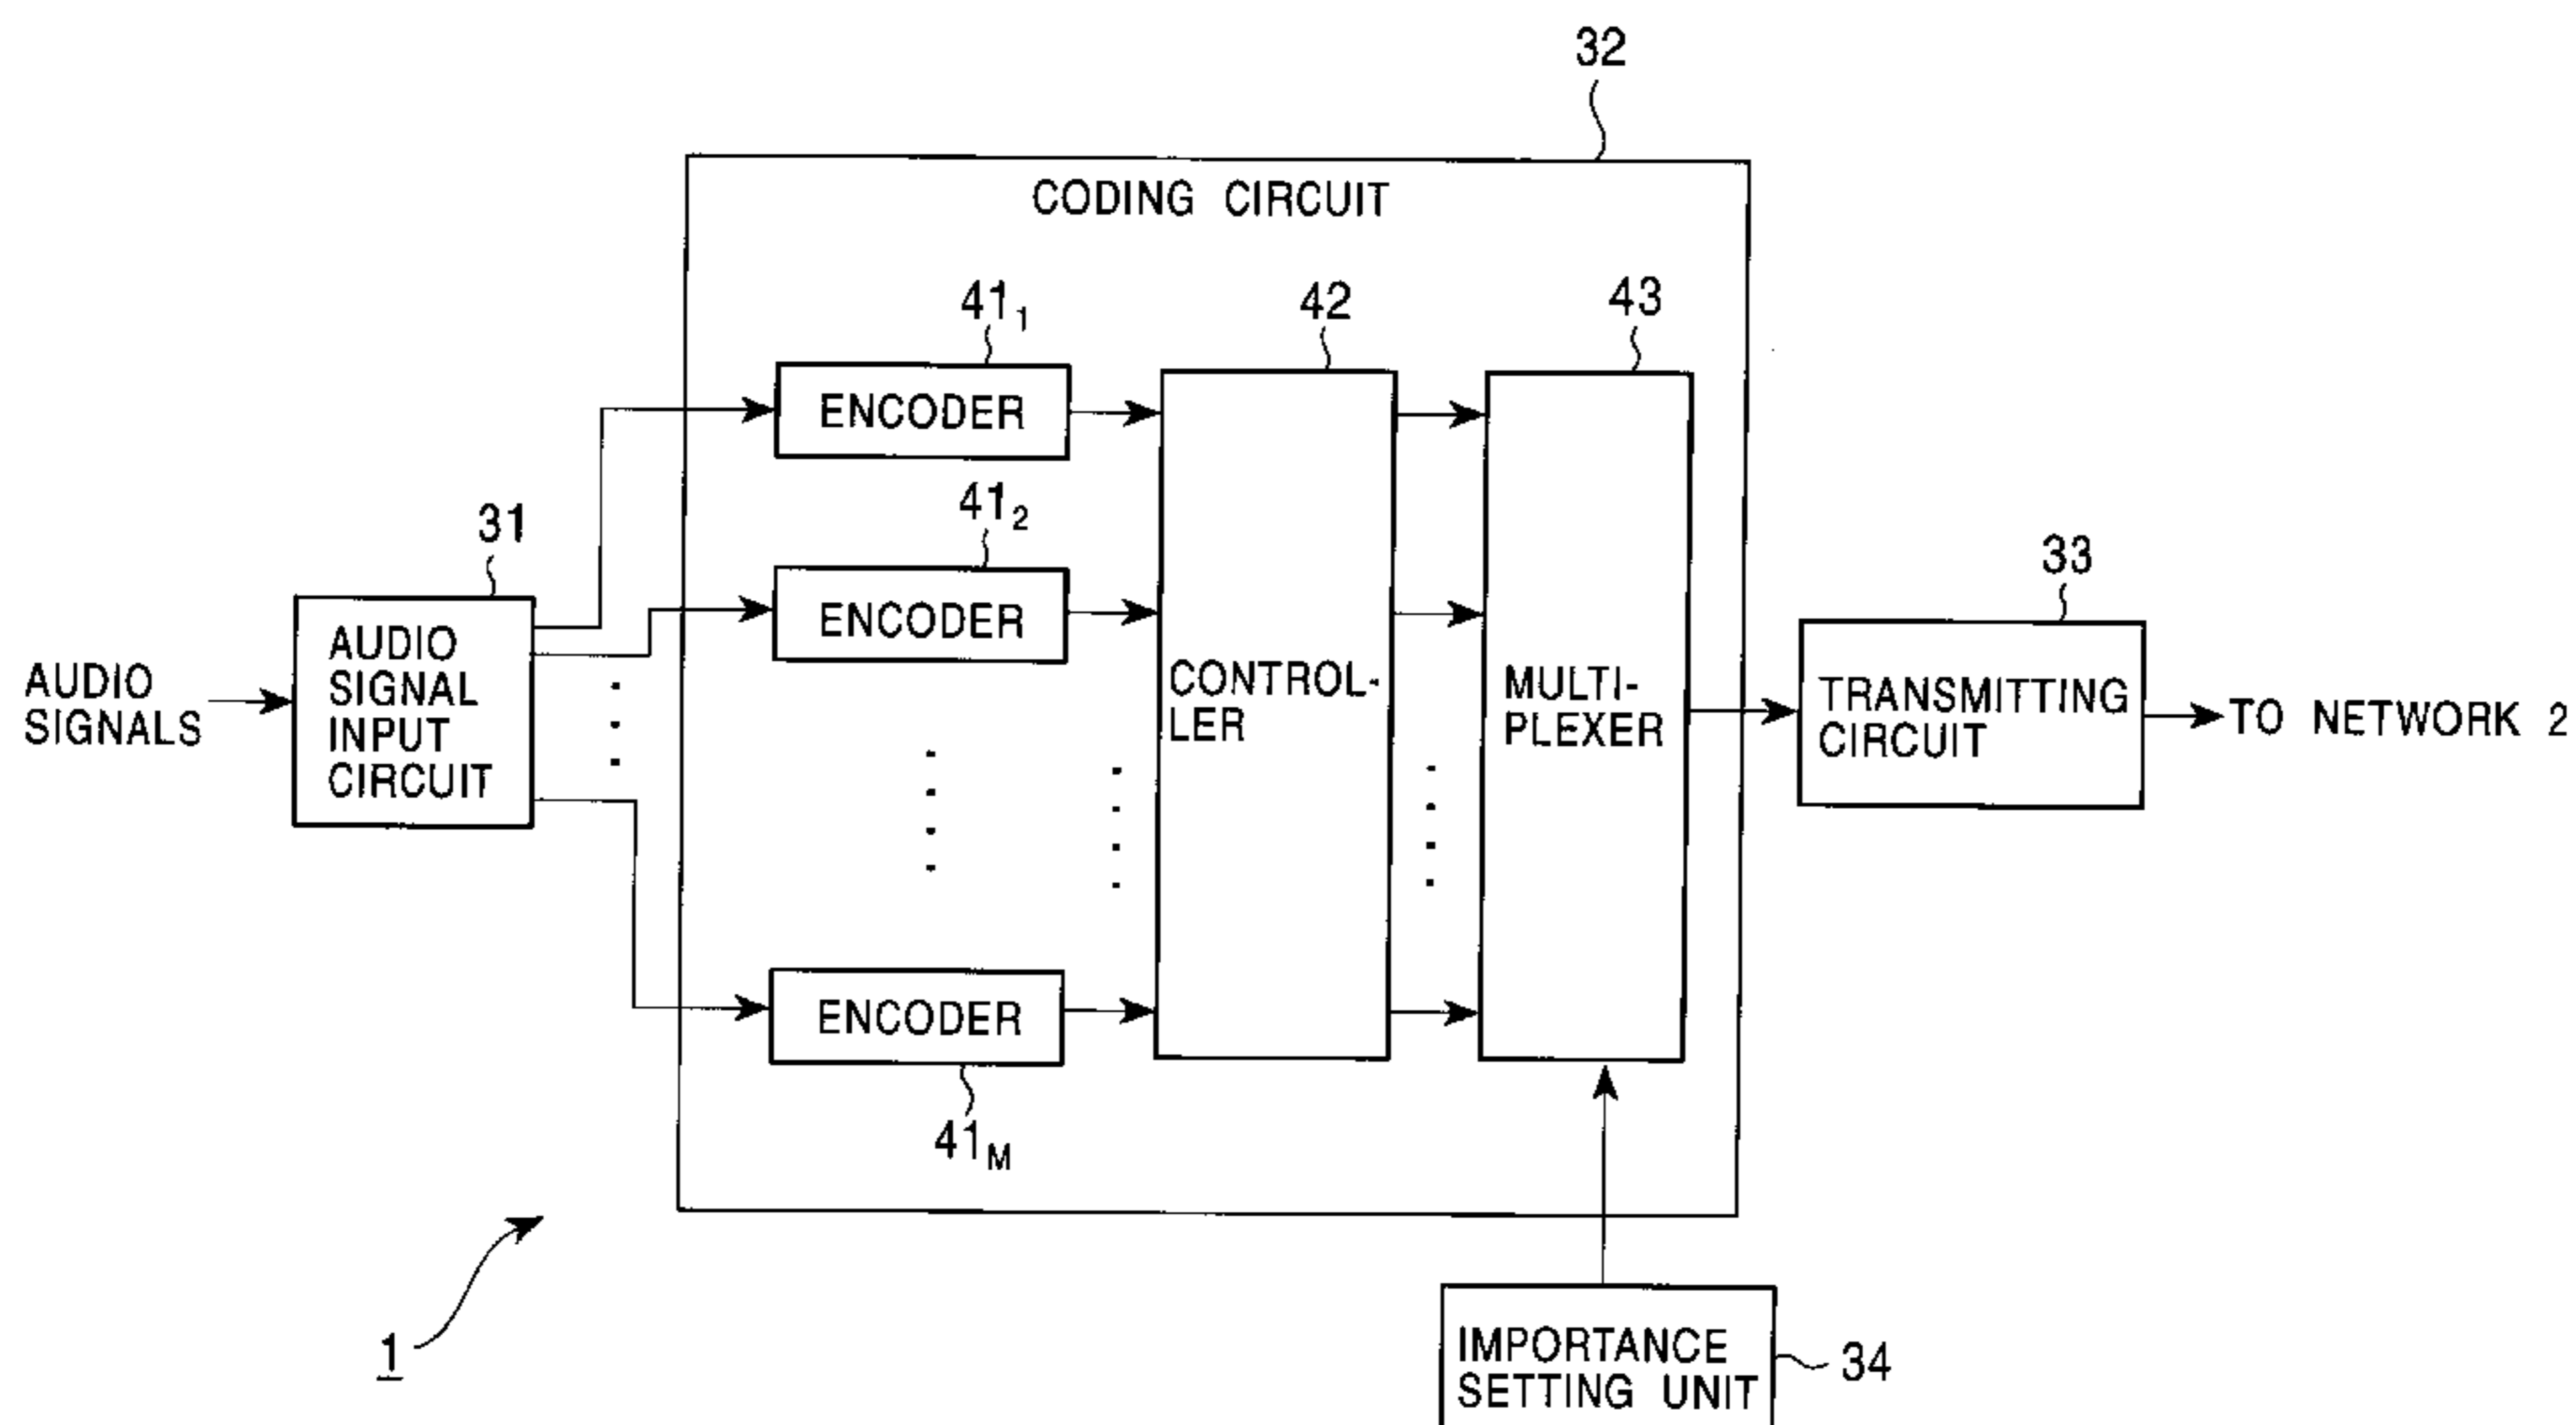 32
CODING CIRCUIT
41₁
42
43
ENCODER
41₂
31
ENCODER
33
AUDIO
SIGNALS
AUDIO
SIGNAL
INPUT
CIRCUIT
CONTROL-
LER
MULTI-
PLEXER
TRANSMITTING
CIRCUIT
TO NETWORK 2
ENCODER
41M
1
IMPORTANCE
SETTING UNIT
34